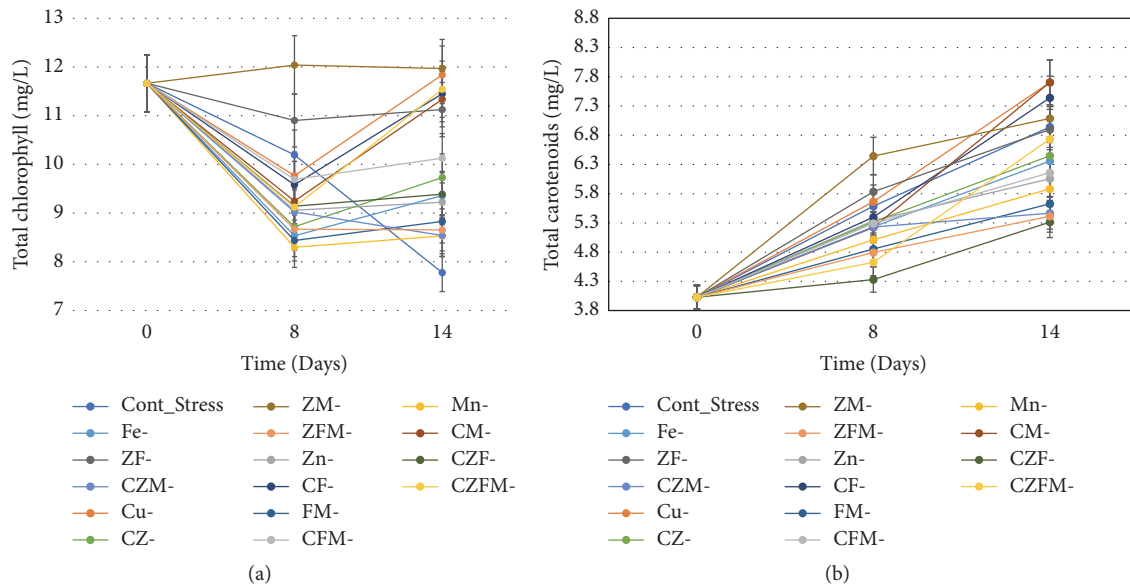 13
12
11
10
9
8
7
Total chlorophyll (mg/L)
0 8 14
Time (Days)
Cont_Stress ZM- Mn-
Fe- ZFM- CM-
ZF- Zn- CZF-
CZM- CF- CZFM-
Cu- FM-
CZ- CFM-
(a)
8.8
8.3
7.8
7.3
6.8
6.3
5.8
5.3
4.8
4.3
3.8
Total carotenoids (mg/L)
0 8 14
Time (Days)
Cont_Stress ZM- Mn-
Fe- ZFM- CM-
ZF- Zn- CZF-
CZM- CF- CZFM-
Cu- FM-
CZ- CFM-
(b)